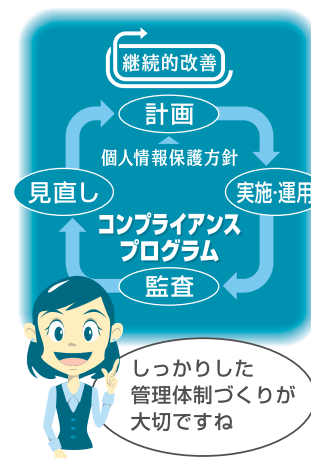 継続的改善
計画
個人情報保護方針
見直し
実施・運用
コンプライアンス
プログラム
監査
しっかりした
管理体制づくりが
大切ですね